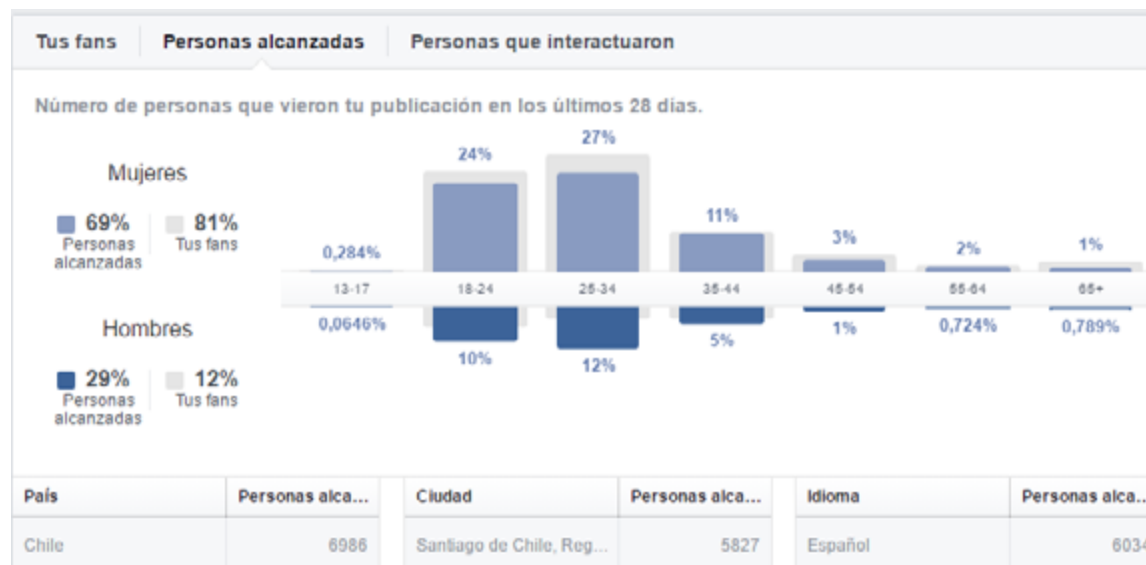 Tus fans Personas alcanzadas Personas que interactuaron
Número de personas que vieron tu publicación en los últimos 28 días.
Mujeres
69% 81%
Personas alcanzadas Tus fans
0,284% 24% 27% 11% 3% 2% 1%
13-17 18-24 25-34 35-44 45-54 55-64 65+
0,0646% 10% 12% 5% 1% 0,724% 0,789%
Hombres
29% 12%
Personas alcanzadas Tus fans
País Personas alca... Ciudad Personas alca... Idioma Personas alca...
Chile 6986 Santiago de Chile, Reg... 5827 Español 6034